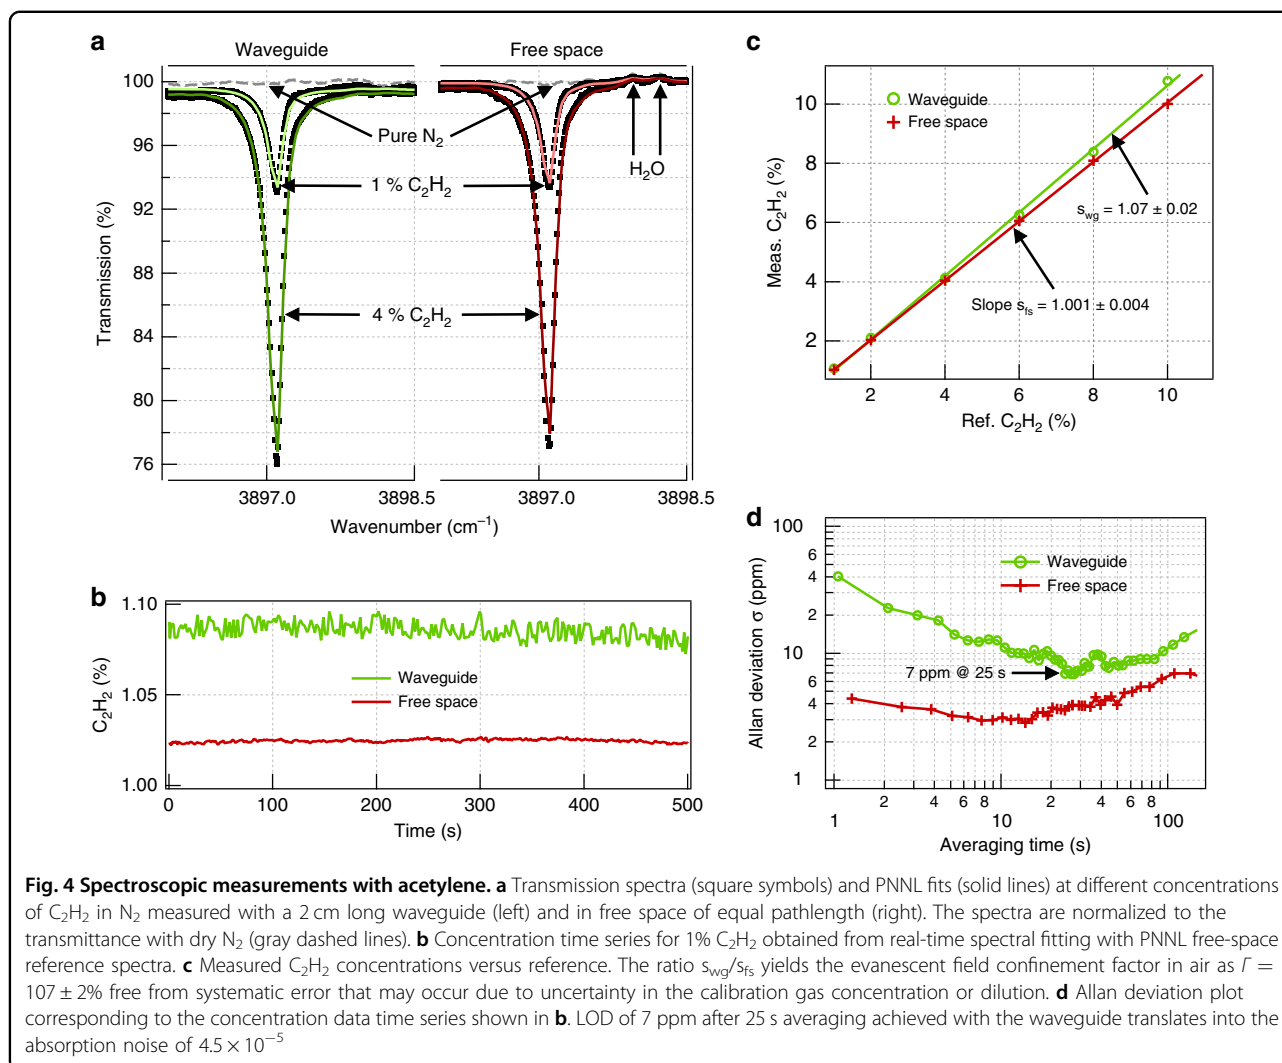 a
Waveguide
Free space
100
96
92
88
84
80
76
Transmission (%)
Pure N₂
1 % C₂H₂
4 % C₂H₂
H₂O
3897.0
3898.5
3897.0
3898.5
Wavenumber (cm⁻¹)
b
1.10
1.05
1.00
C₂H₂ (%)
Waveguide
Free space
0
100
200
300
400
500
Time (s)
c
Waveguide
Free space
10
8
6
4
2
Meas. C₂H₂ (%)
s_wg = 1.07 ± 0.02
Slope s_fs = 1.001 ± 0.004
2
4
6
8
10
Ref. C₂H₂ (%)
d
100
6
4
2
10
6
4
2
1
Allan deviation σ (ppm)
Waveguide
Free space
7 ppm @ 25 s
1
2
4
6
8
10
2
4
6
8
100
Averaging time (s)
Fig. 4 Spectroscopic measurements with acetylene. a Transmission spectra (square symbols) and PNNL fits (solid lines) at different concentrations
of C₂H₂ in N₂ measured with a 2 cm long waveguide (left) and in free space of equal pathlength (right). The spectra are normalized to the
transmittance with dry N₂ (gray dashed lines). b Concentration time series for 1% C₂H₂ obtained from real-time spectral fitting with PNNL free-space
reference spectra. c Measured C₂H₂ concentrations versus reference. The ratio s_wg/s_fs yields the evanescent field confinement factor in air as Γ =
107 ± 2% free from systematic error that may occur due to uncertainty in the calibration gas concentration or dilution. d Allan deviation plot
corresponding to the concentration data time series shown in b. LOD of 7 ppm after 25 s averaging achieved with the waveguide translates into the
absorption noise of 4.5 × 10⁻⁵